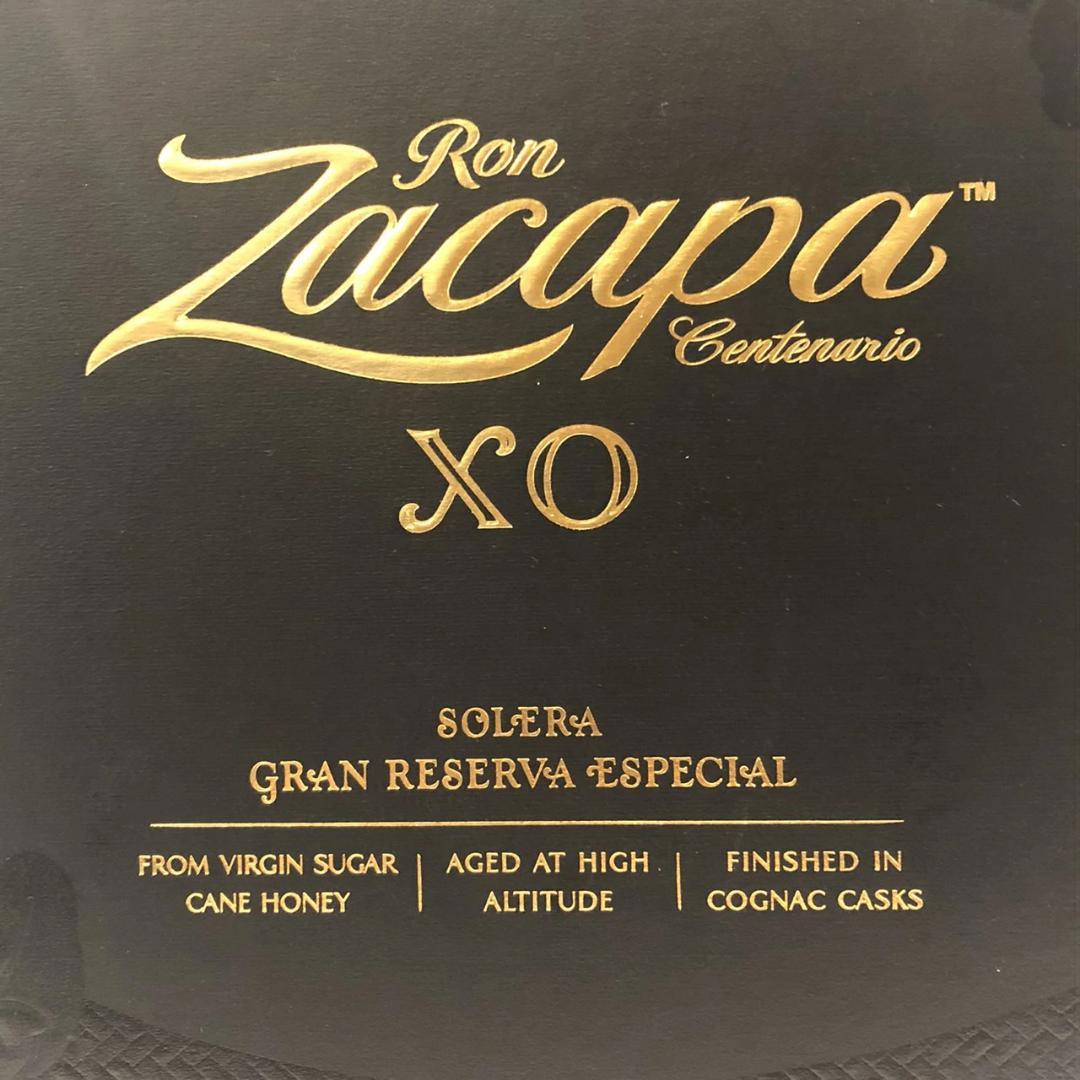 Ron
Zacapa™
Centenario
XO
SOLERA
GRAN RESERVA ESPECIAL
FROM VIRGIN SUGAR
CANE HONEY
AGED AT HIGH
ALTITUDE
FINISHED IN
COGNAC CASKS